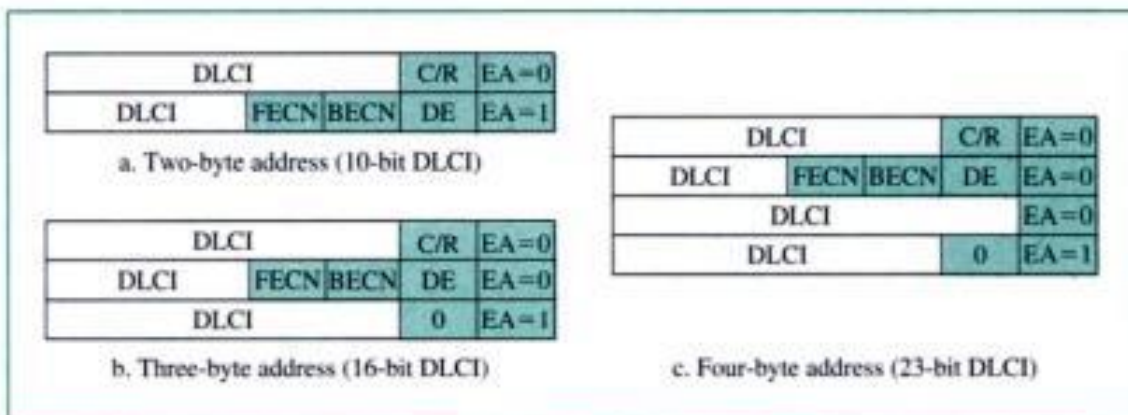 DLCI C/R EA=0
DLCI FECN BECN DE EA=1
a. Two-byte address (10-bit DLCI)
DLCI C/R EA=0
DLCI FECN BECN DE EA=0
DLCI 0 EA=1
b. Three-byte address (16-bit DLCI)
DLCI C/R EA=0
DLCI FECN BECN DE EA=0
DLCI EA=0
DLCI 0 EA=1
c. Four-byte address (23-bit DLCI)